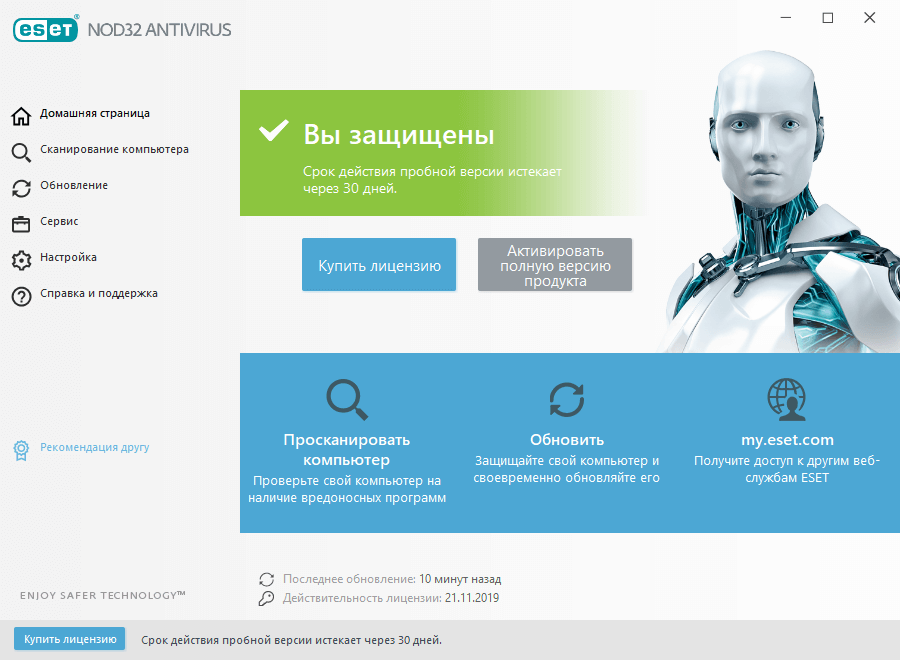 eseT® NOD32 ANTIVIRUS
Домашняя страница
Сканирование компьютера
Обновление
Сервис
Настройка
Справка и поддержка
Рекомендация другу
ENJOY SAFER TECHNOLOGY™
Вы защищены
Срок действия пробной версии истекает
через 30 дней.
Купить лицензию
Активировать
полную версию
продукта
Просканировать
компьютер
Проверьте свой компьютер на
наличие вредоносных программ
Обновить
Защищайте свой компьютер и
своевременно обновляйте его
my.eset.com
Получите доступ к другим веб-
службам ESET
Последнее обновление: 10 минут назад
Действительность лицензии: 21.11.2019
Купить лицензию Срок действия пробной версии истекает через 30 дней.